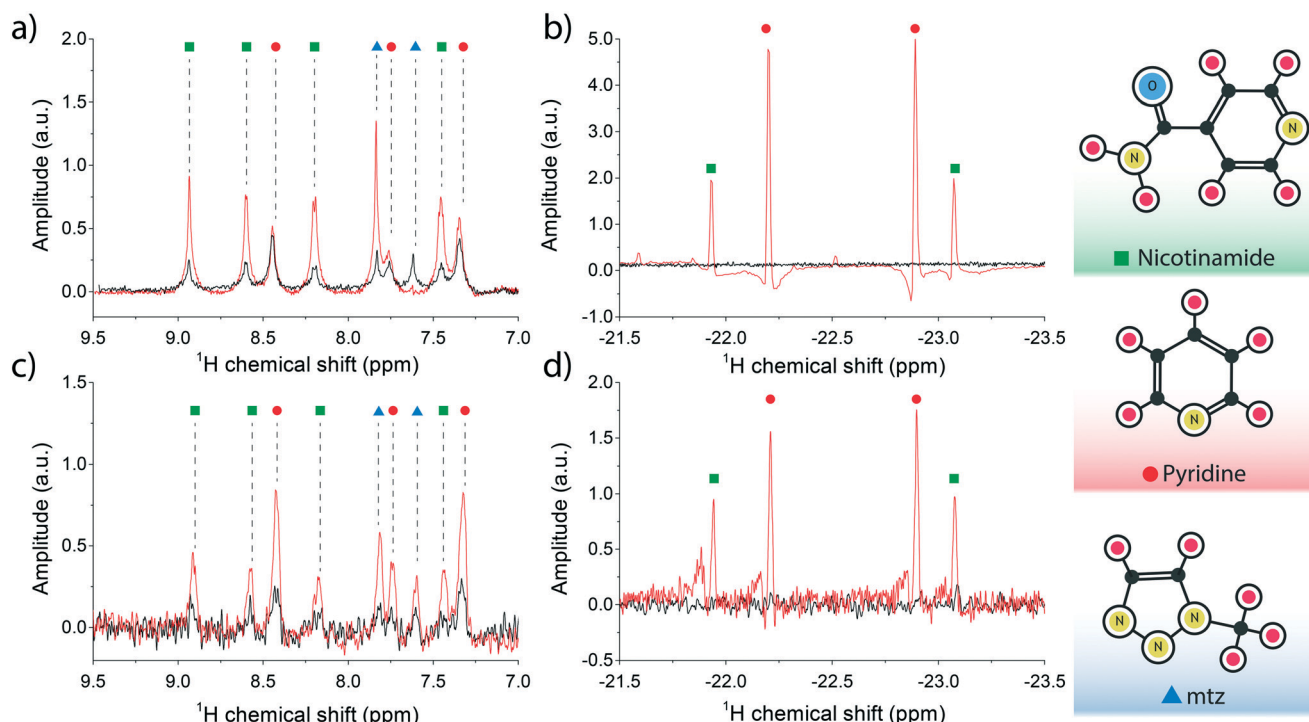 a)
Amplitude (a.u.)
2.0
1.5
1.0
0.5
0.0
9.5 9.0 8.5 8.0 7.5 7.0
¹H chemical shift (ppm)
b)
Amplitude (a.u.)
5.0
4.0
3.0
2.0
1.0
0.0
-1.0
-21.5 -22.0 -22.5 -23.0 -23.5
¹H chemical shift (ppm)
c)
Amplitude (a.u.)
1.5
1.0
0.5
0.0
9.5 9.0 8.5 8.0 7.5 7.0
¹H chemical shift (ppm)
d)
Amplitude (a.u.)
2.0
1.5
1.0
0.5
0.0
-0.5
-21.5 -22.0 -22.5 -23.0 -23.5
¹H chemical shift (ppm)
O
N
N
Nicotinamide
N
Pyridine
N
N
N
mtz